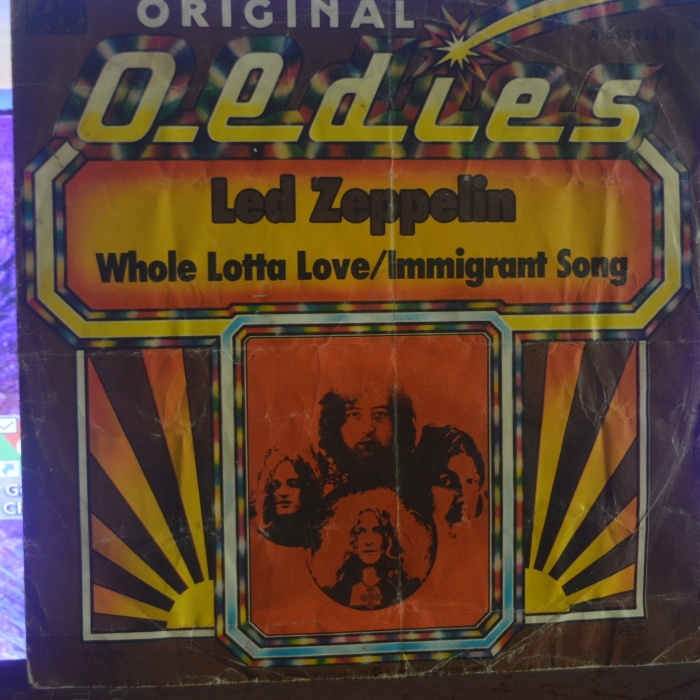 ORIGINAL
Oldies
Led Zeppelin
Whole Lotta Love/Immigrant Song